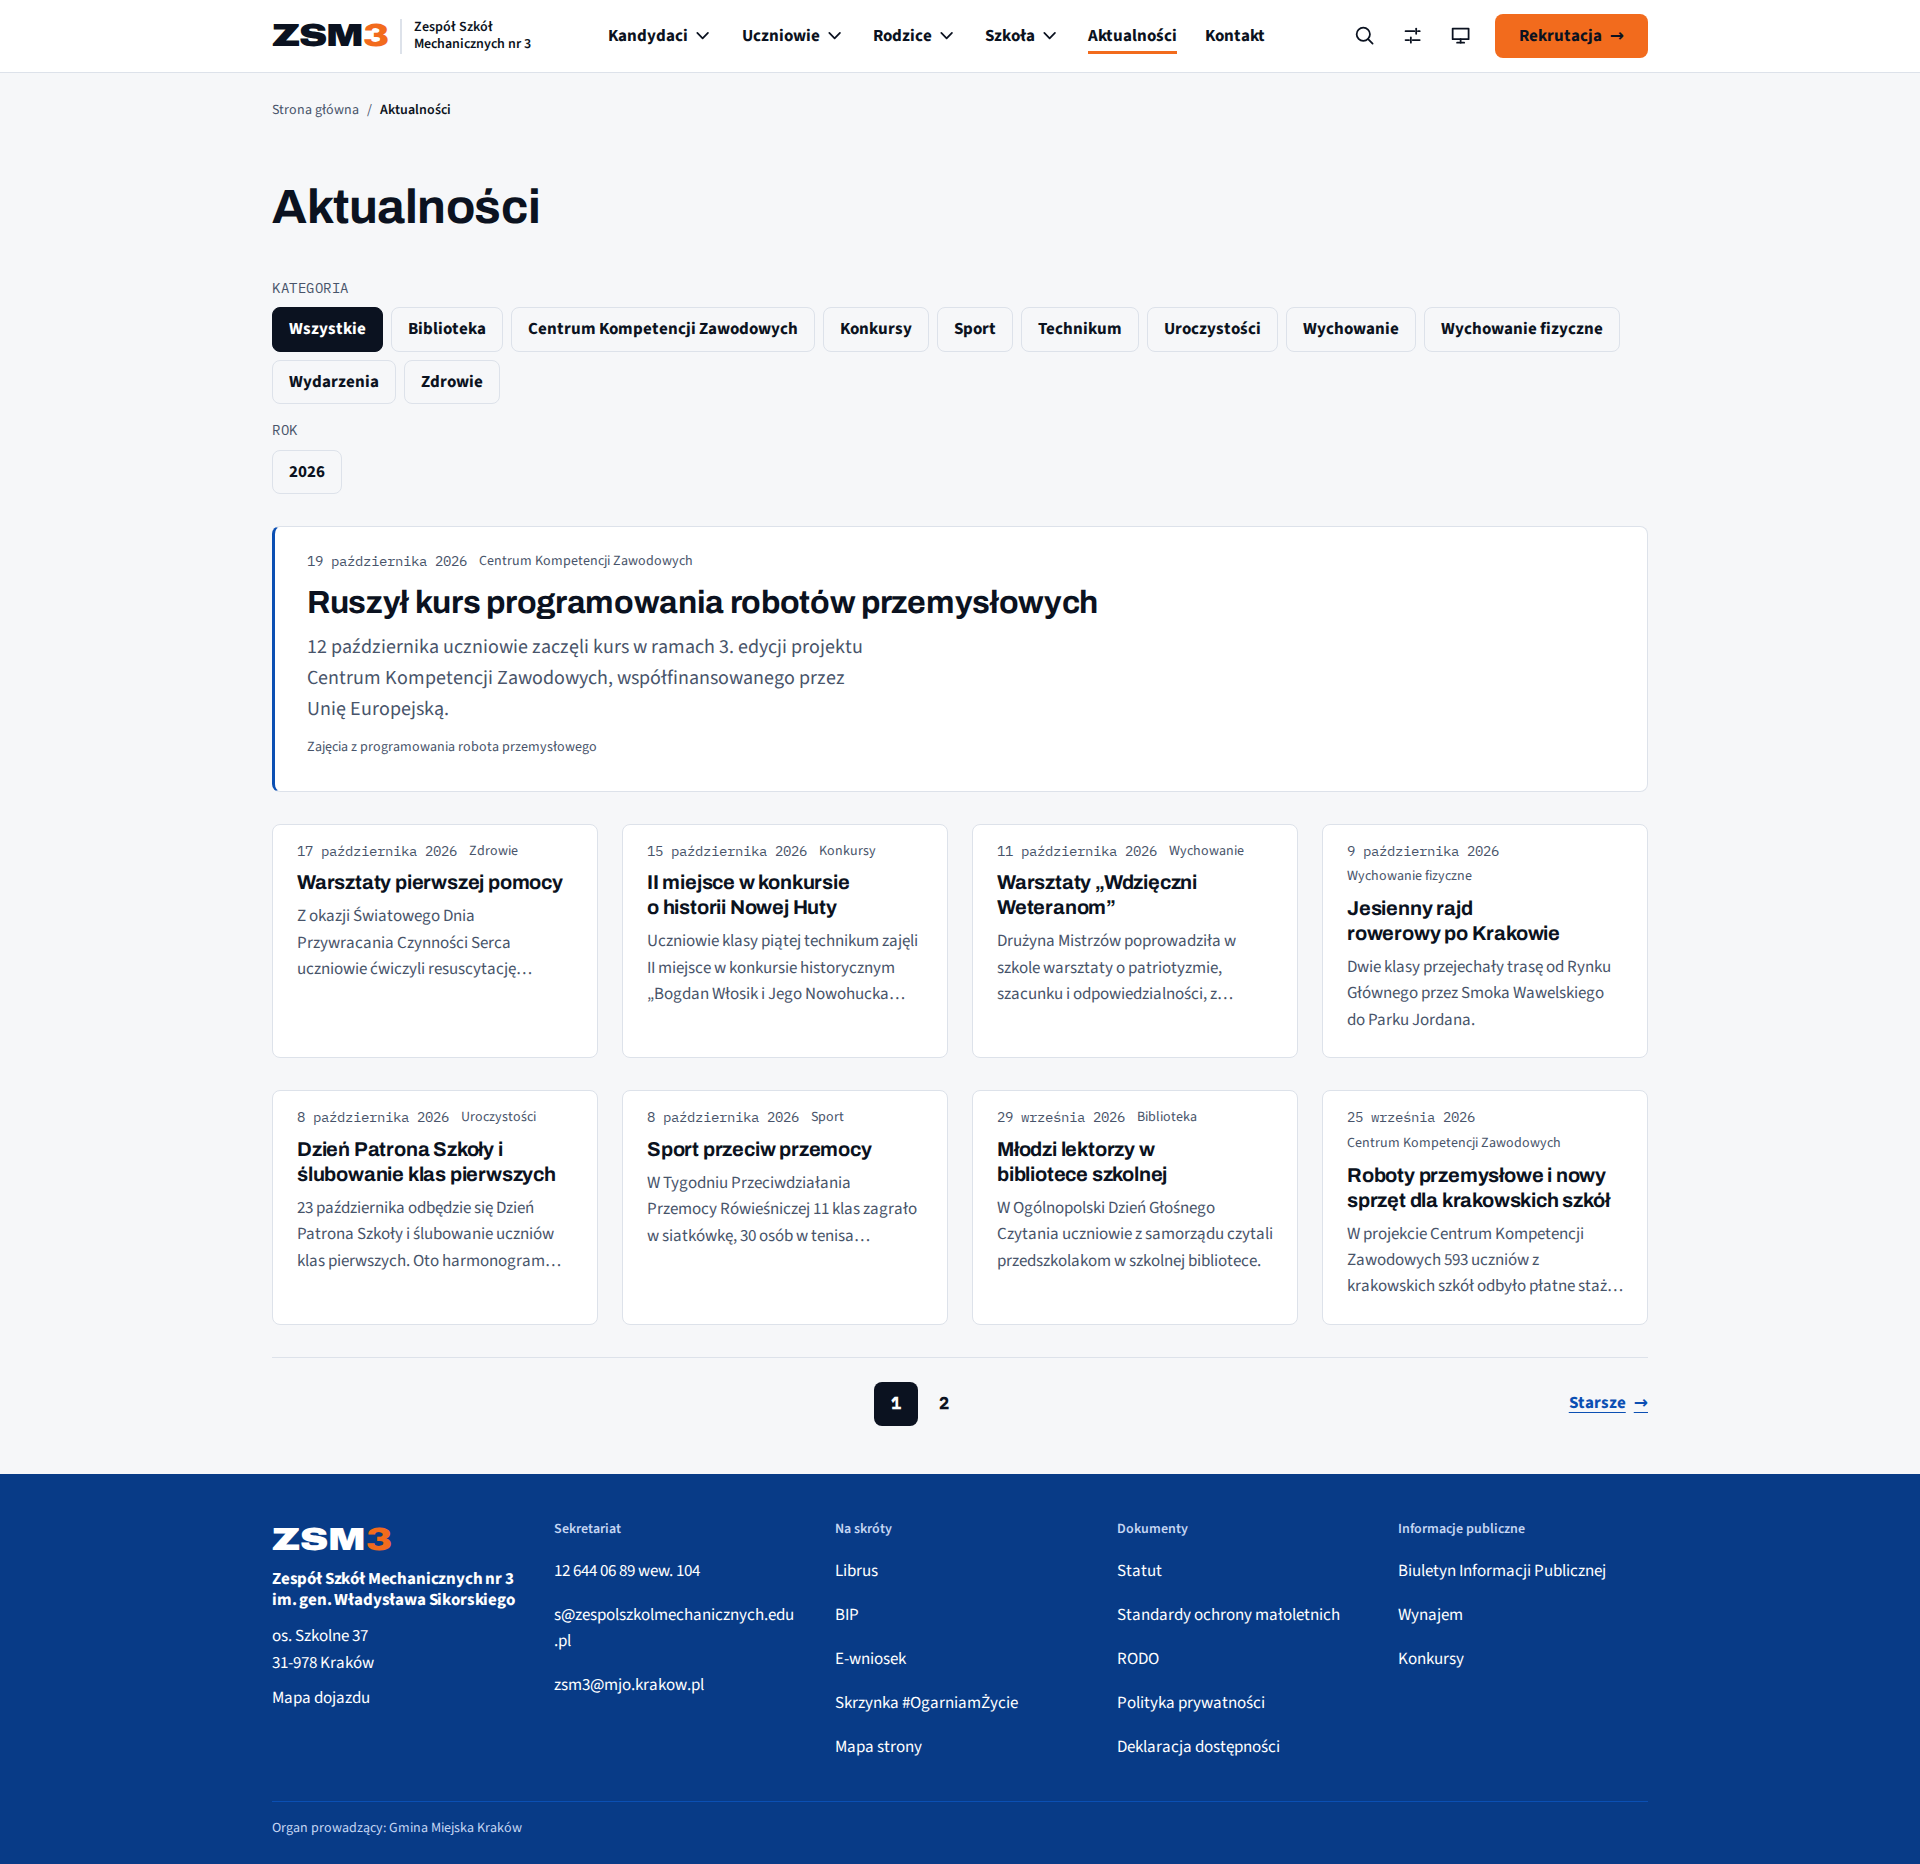 ZSM3
Zespół Szkół
Mechanicznych nr 3
Kandydaci
Uczniowie
Rodzice
Szkoła
Aktualności
Kontakt
Rekrutacja →
Strona główna / Aktualności
Aktualności
KATEGORIA
Wszystkie
Biblioteka
Centrum Kompetencji Zawodowych
Konkursy
Sport
Technikum
Uroczystości
Wychowanie
Wychowanie fizyczne
Wydarzenia
Zdrowie
ROK
2026
19 października 2026 Centrum Kompetencji Zawodowych
Ruszył kurs programowania robotów przemysłowych
12 października uczniowie zaczęli kurs w ramach 3. edycji projektu
Centrum Kompetencji Zawodowych, współfinansowanego przez
Unię Europejską.
Zajęcia z programowania robota przemysłowego
17 października 2026 Zdrowie
Warsztaty pierwszej pomocy
Z okazji Światowego Dnia
Przywracania Czynności Serca
uczniowie ćwiczyli resuscytację…
15 października 2026 Konkursy
II miejsce w konkursie
o historii Nowej Huty
Uczniowie klasy piątej technikum zajęli
II miejsce w konkursie historycznym
„Bogdan Włosik i Jego Nowohucka…
11 października 2026 Wychowanie
Warsztaty „Wdzięczni
Weteranom”
Drużyna Mistrzów poprowadziła w
szkole warsztaty o patriotyzmie,
szacunku i odpowiedzialności, z…
9 października 2026
Wychowanie fizyczne
Jesienny rajd
rowerowy po Krakowie
Dwie klasy przejechały trasę od Rynku
Głównego przez Smoka Wawelskiego
do Parku Jordana.
8 października 2026 Uroczystości
Dzień Patrona Szkoły i
ślubowanie klas pierwszych
23 października odbędzie się Dzień
Patrona Szkoły i ślubowanie uczniów
klas pierwszych. Oto harmonogram…
8 października 2026 Sport
Sport przeciw przemocy
W Tygodniu Przeciwdziałania
Przemocy Rówieśniczej 11 klas zagrało
w siatkówkę, 30 osób w tenisa…
29 września 2026 Biblioteka
Młodzi lektorzy w
bibliotece szkolnej
W Ogólnopolski Dzień Głośnego
Czytania uczniowie z samorządu czytali
przedszkolakom w szkolnej bibliotece.
25 września 2026
Centrum Kompetencji Zawodowych
Roboty przemysłowe i nowy
sprzęt dla krakowskich szkół
W projekcie Centrum Kompetencji
Zawodowych 593 uczniów z
krakowskich szkół odbyło płatne staż…
1
2
Starsze →
ZSM3
Zespół Szkół Mechanicznych nr 3
im. gen. Władysława Sikorskiego
os. Szkolne 37
31-978 Kraków
Mapa dojazdu
Sekretariat
12 644 06 89 wew. 104
s@zespolszkolmechanicznych.edu
.pl
zsm3@mjo.krakow.pl
Na skróty
Librus
BIP
E-wniosek
Skrzynka #OgarniamŻycie
Mapa strony
Dokumenty
Statut
Standardy ochrony małoletnich
RODO
Polityka prywatności
Deklaracja dostępności
Informacje publiczne
Biuletyn Informacji Publicznej
Wynajem
Konkursy
Organ prowadzący: Gmina Miejska Kraków